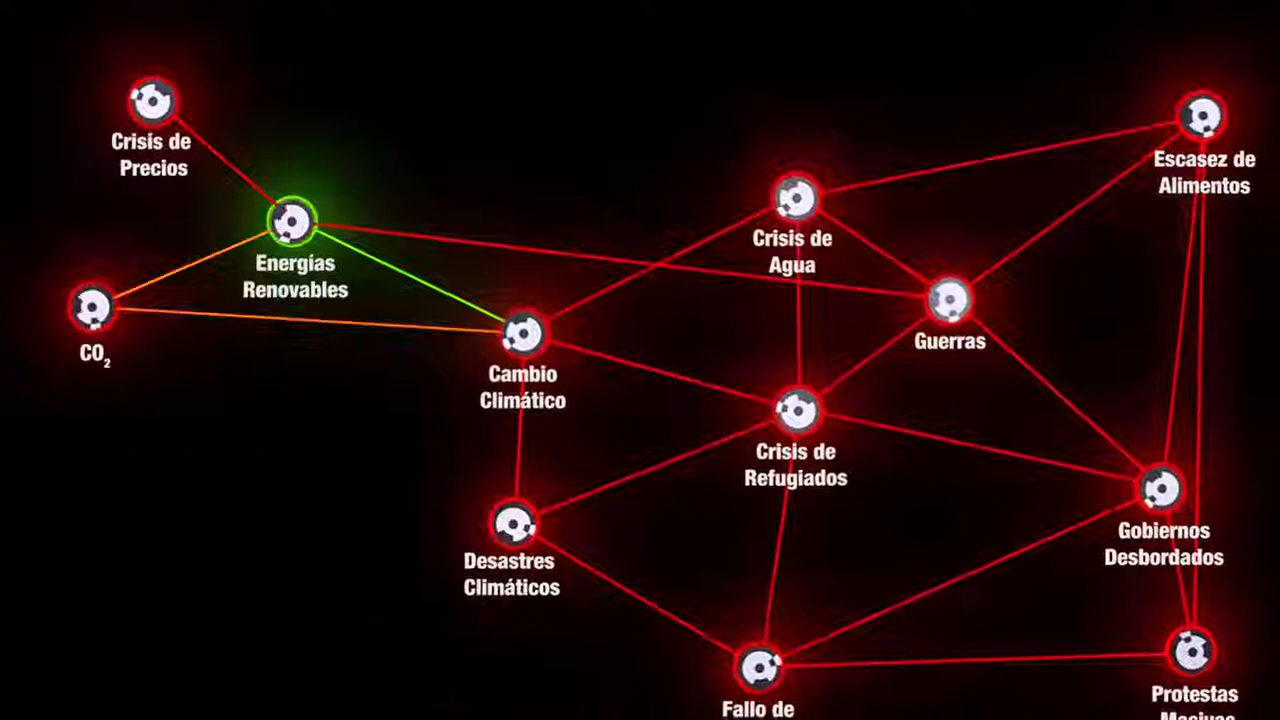 Crisis de
Precios
Escasez de
Alimentos
Crisis de
Agua
Energías
Renovables
Guerras
CO₂
Cambio
Climático
Crisis de
Refugiados
Gobiernos
Desbordados
Desastres
Climáticos
Protestas
Fallo de